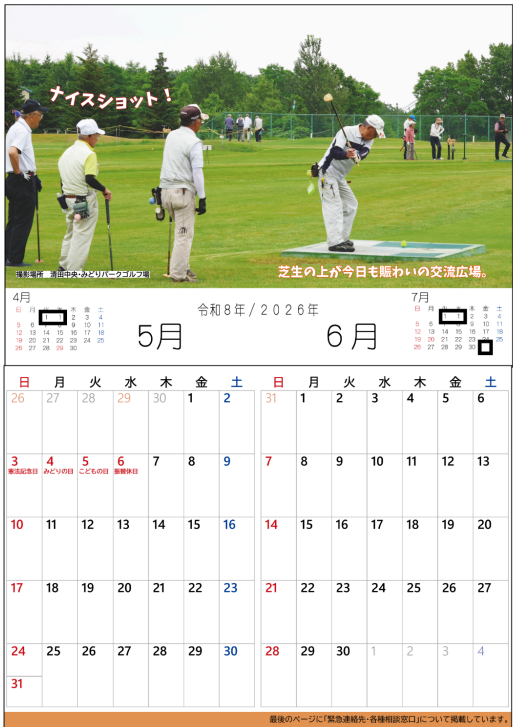 ナイスショット！
撮影場所　清田中央・みどりパークゴルフ場
芝生の上が今日も賑わいの交流広場。
4月
日 月 木 金 土
2 3 4
5 6 7 8 9 10 11
12 13 14 15 16 17 18
19 20 21 22 23 24 25
26 27 28 29 30
令和8年/2026年
5月
6月
7月
日 月 木 金 土
2 3 4
5 6 7 8 9 10 11
12 13 14 15 16 17 18
19 20 21 22 23 25
26 27 28 29 30
日 月 火 水 木 金 土
26 27 28 29 30 1 2
3 4 5 6 7 8 9
憲法記念日 みどりの日 こどもの日 振替休日
10 11 12 13 14 15 16
17 18 19 20 21 22 23
24 25 26 27 28 29 30
31
日 月 火 水 木 金 土
31 1 2 3 4 5 6
7 8 9 10 11 12 13
14 15 16 17 18 19 20
21 22 23 24 25 26 27
28 29 30 1 2 3 4
最後のページに「緊急連絡先・各種相談窓口」について掲載しています。